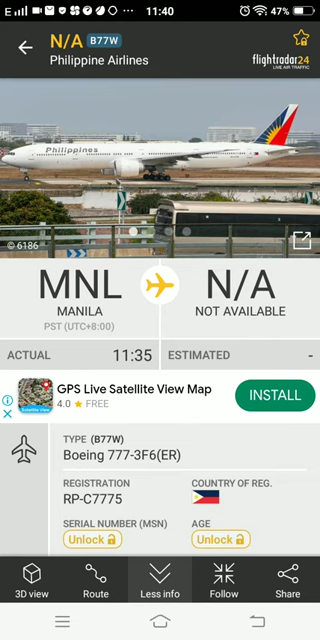 E 11:40 47%
N/A B77W
Philippine Airlines
flightradar24
LIVE AIR TRAFFIC
Philippines
© 6186
MNL N/A
MANILA NOT AVAILABLE
PST (UTC+8:00)
ACTUAL 11:35 ESTIMATED -
GPS Live Satellite View Map
4.0 ★ FREE
INSTALL
TYPE (B77W)
Boeing 777-3F6(ER)
REGISTRATION COUNTRY OF REG.
RP-C7775
SERIAL NUMBER (MSN) AGE
Unlock Unlock
3D view Route Less info Follow Share